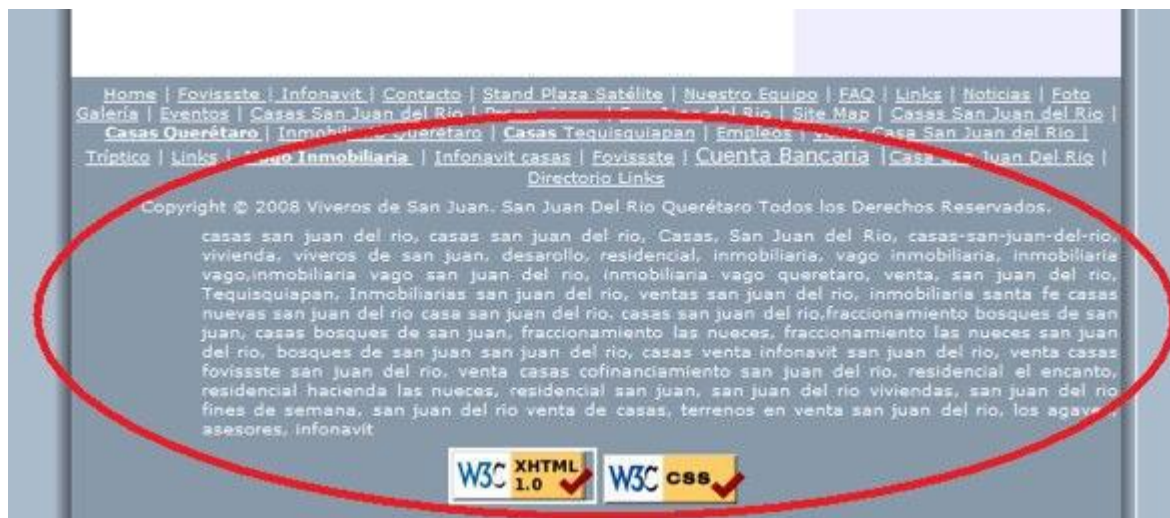 Home | Fovissste | Infonavit | Contacto | Stand Plaza Satélite | Nuestro Equipo | FAQ | Links | Noticias | Foto
Galería | Eventos | Casas San Juan del Rio | | San Juan del Rio | Site Map | Casas San Juan del Rio |
Casas Querétaro | Inmobiliaria Querétaro | Casas Tequisquiapan | Empleos | Casa San Juan del Rio |
Tríptico | Links | Vago Inmobiliaria | Infonavit casas | Fovissste | Cuenta Bancaria | Casa San Juan Del Rio |
Directorio Links
Copyright © 2008 Viveros de San Juan. San Juan Del Rio Querétaro Todos los Derechos Reservados.
casas san juan del rio, casas san juan del rio, Casas, San Juan del Rio, casas-san-juan-del-rio,
vivienda, viveros de san juan, desarollo, residencial, inmobiliaria, vago inmobiliaria, inmobiliaria
vago,inmobiliaria vago san juan del rio, inmobiliaria vago queretaro, venta, san juan del rio,
Tequisquiapan, Inmobiliarias san juan del rio, ventas san juan del rio, inmobiliaria santa fe casas
nuevas san juan del rio casa san juan del rio. casas san juan del rio,fraccionamiento bosques de san
juan, casas bosques de san juan, fraccionamiento las nueces, fraccionamiento las nueces san juan
del rio, bosques de san juan san juan del rio, casas venta infonavit san juan del rio, venta casas
fovissste san juan del rio. venta casas cofinanciamiento san juan del rio. residencial el encanto,
residencial hacienda las nueces, residencial san juan, san juan del rio viviendas, san juan del rio
fines de semana, san juan del rio venta de casas, terrenos en venta san juan del rio, los agaves,
asesores, infonavit
W3C XHTML 1.0 W3C CSS